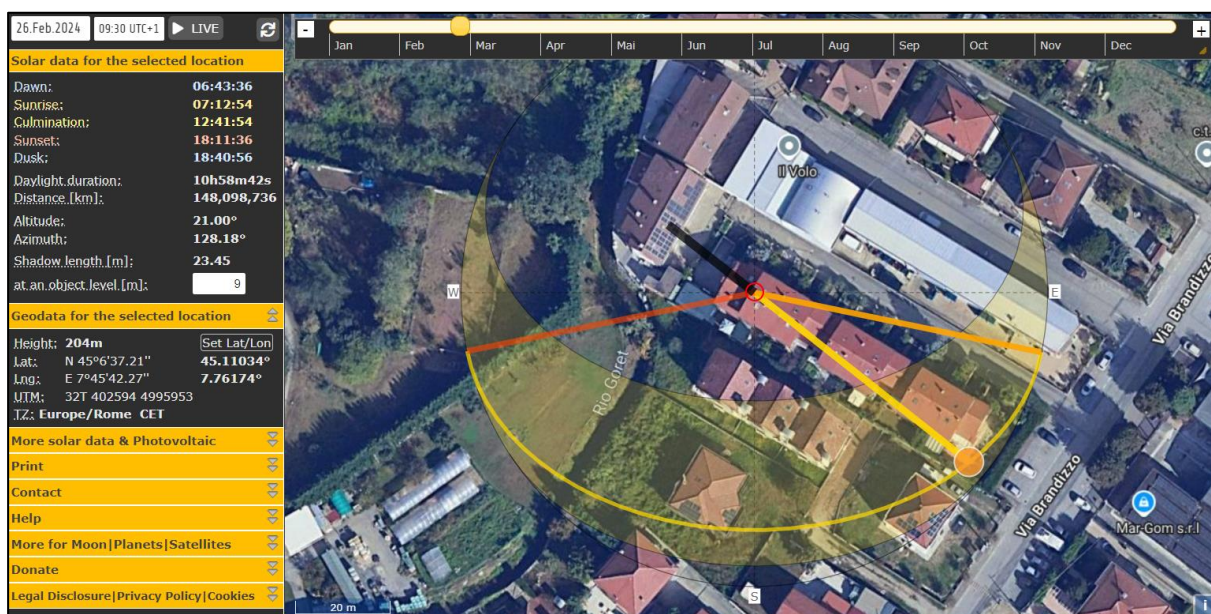 26.Feb.2024 09:30 UTC+1 LIVE
Solar data for the selected location
Dawn: 06:43:36
Sunrise: 07:12:54
Culmination: 12:41:54
Sunset: 18:11:36
Dusk: 18:40:56
Daylight duration: 10h58m42s
Distance [km]: 148,098,736
Altitude: 21.00°
Azimuth: 128.18°
Shadow length [m]: 23.45
at an object level [m]: 9
Geodata for the selected location
Height: 204m Set Lat/Lon
Lat: N 45°6'37.21'' 45.11034°
Lng: E 7°45'42.27'' 7.76174°
UTM: 32T 402594 4995953
TZ: Europe/Rome CET
More solar data & Photovoltaic
Print
Contact
Help
More for Moon|Planets|Satellites
Donate
Legal Disclosure|Privacy Policy|Cookies
- +
Jan Feb Mar Apr Mai Jun Jul Aug Sep Oct Nov Dec
c.t.
Il Volo
W
E
Via Brandizzo
Rio Goret
Via Brandizzo
Mar-Gom s.r.l
S
20 m
i